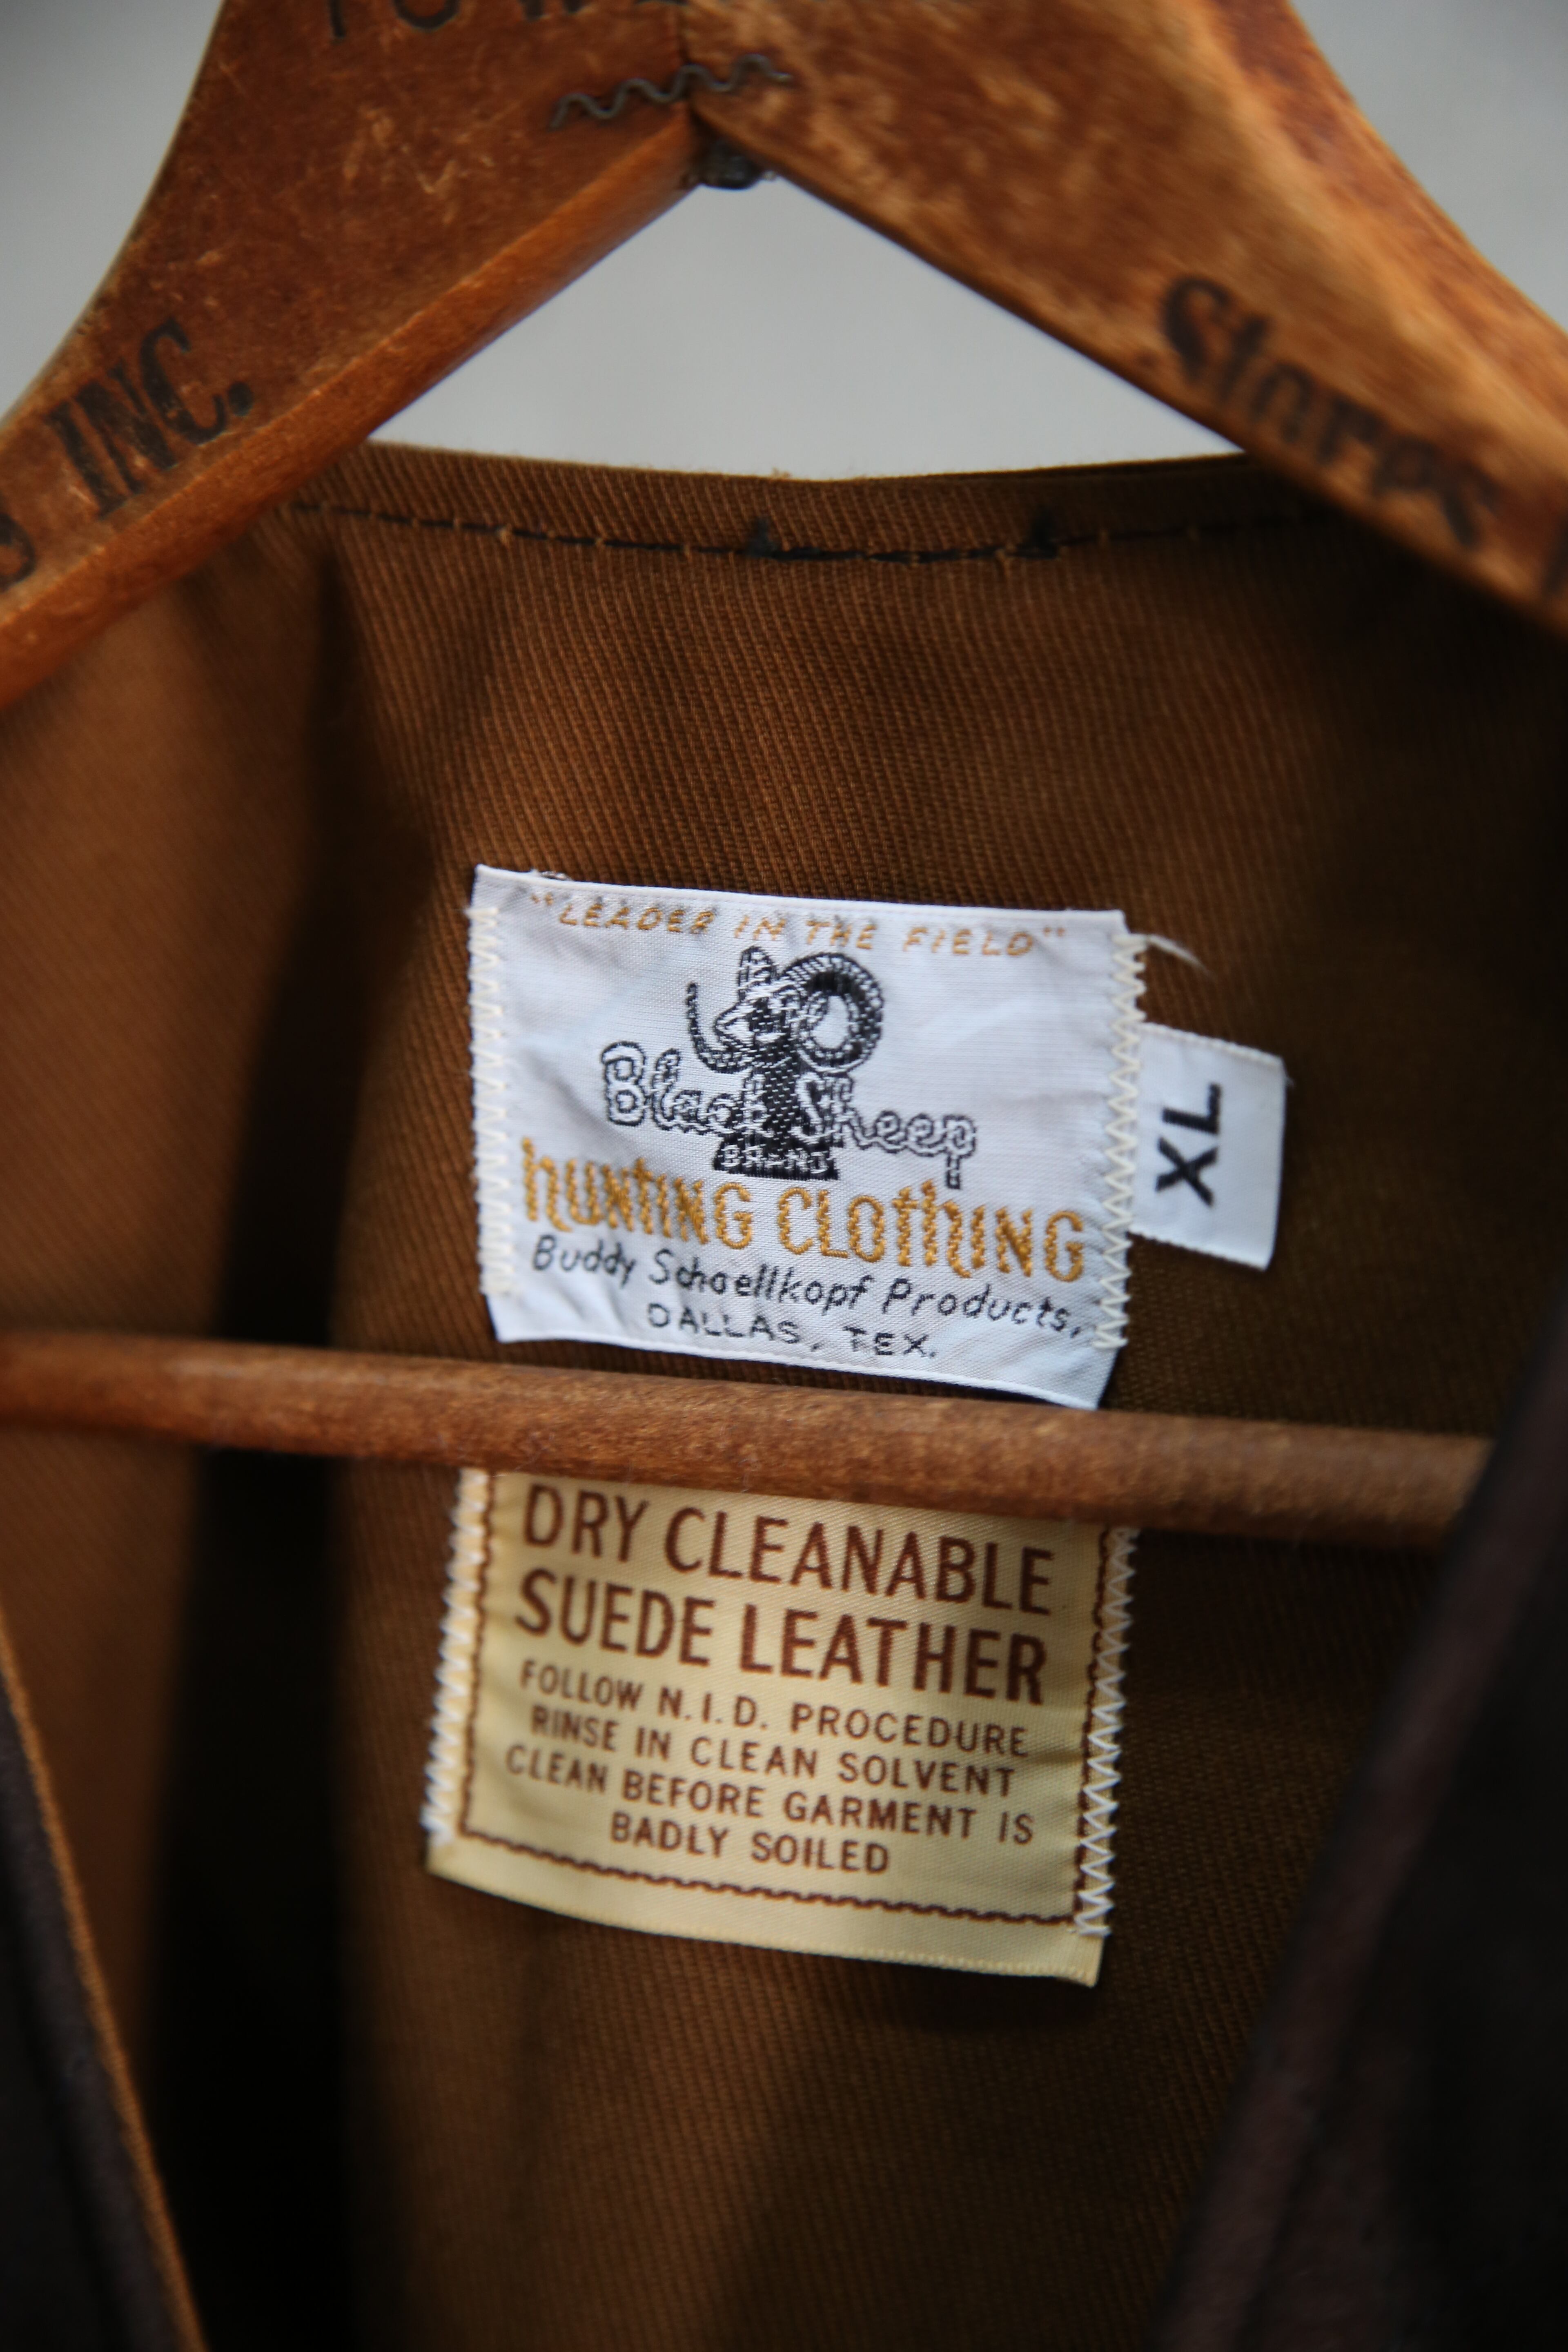 INC.
Stores
"LEADER IN THE FIELD"
Black Sheep
BRAND
HUNTING CLOTHING
Buddy Schoellkopf Products,
DALLAS, TEX.
XL
DRY CLEANABLE
SUEDE LEATHER
FOLLOW N.I.D. PROCEDURE
RINSE IN CLEAN SOLVENT
CLEAN BEFORE GARMENT IS
BADLY SOILED